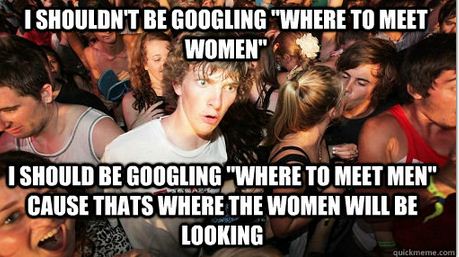 I SHOULDN'T BE GOOGLING "WHERE TO MEET
WOMEN"
I SHOULD BE GOOGLING "WHERE TO MEET MEN"
CAUSE THATS WHERE THE WOMEN WILL BE
LOOKING
quickmeme.com